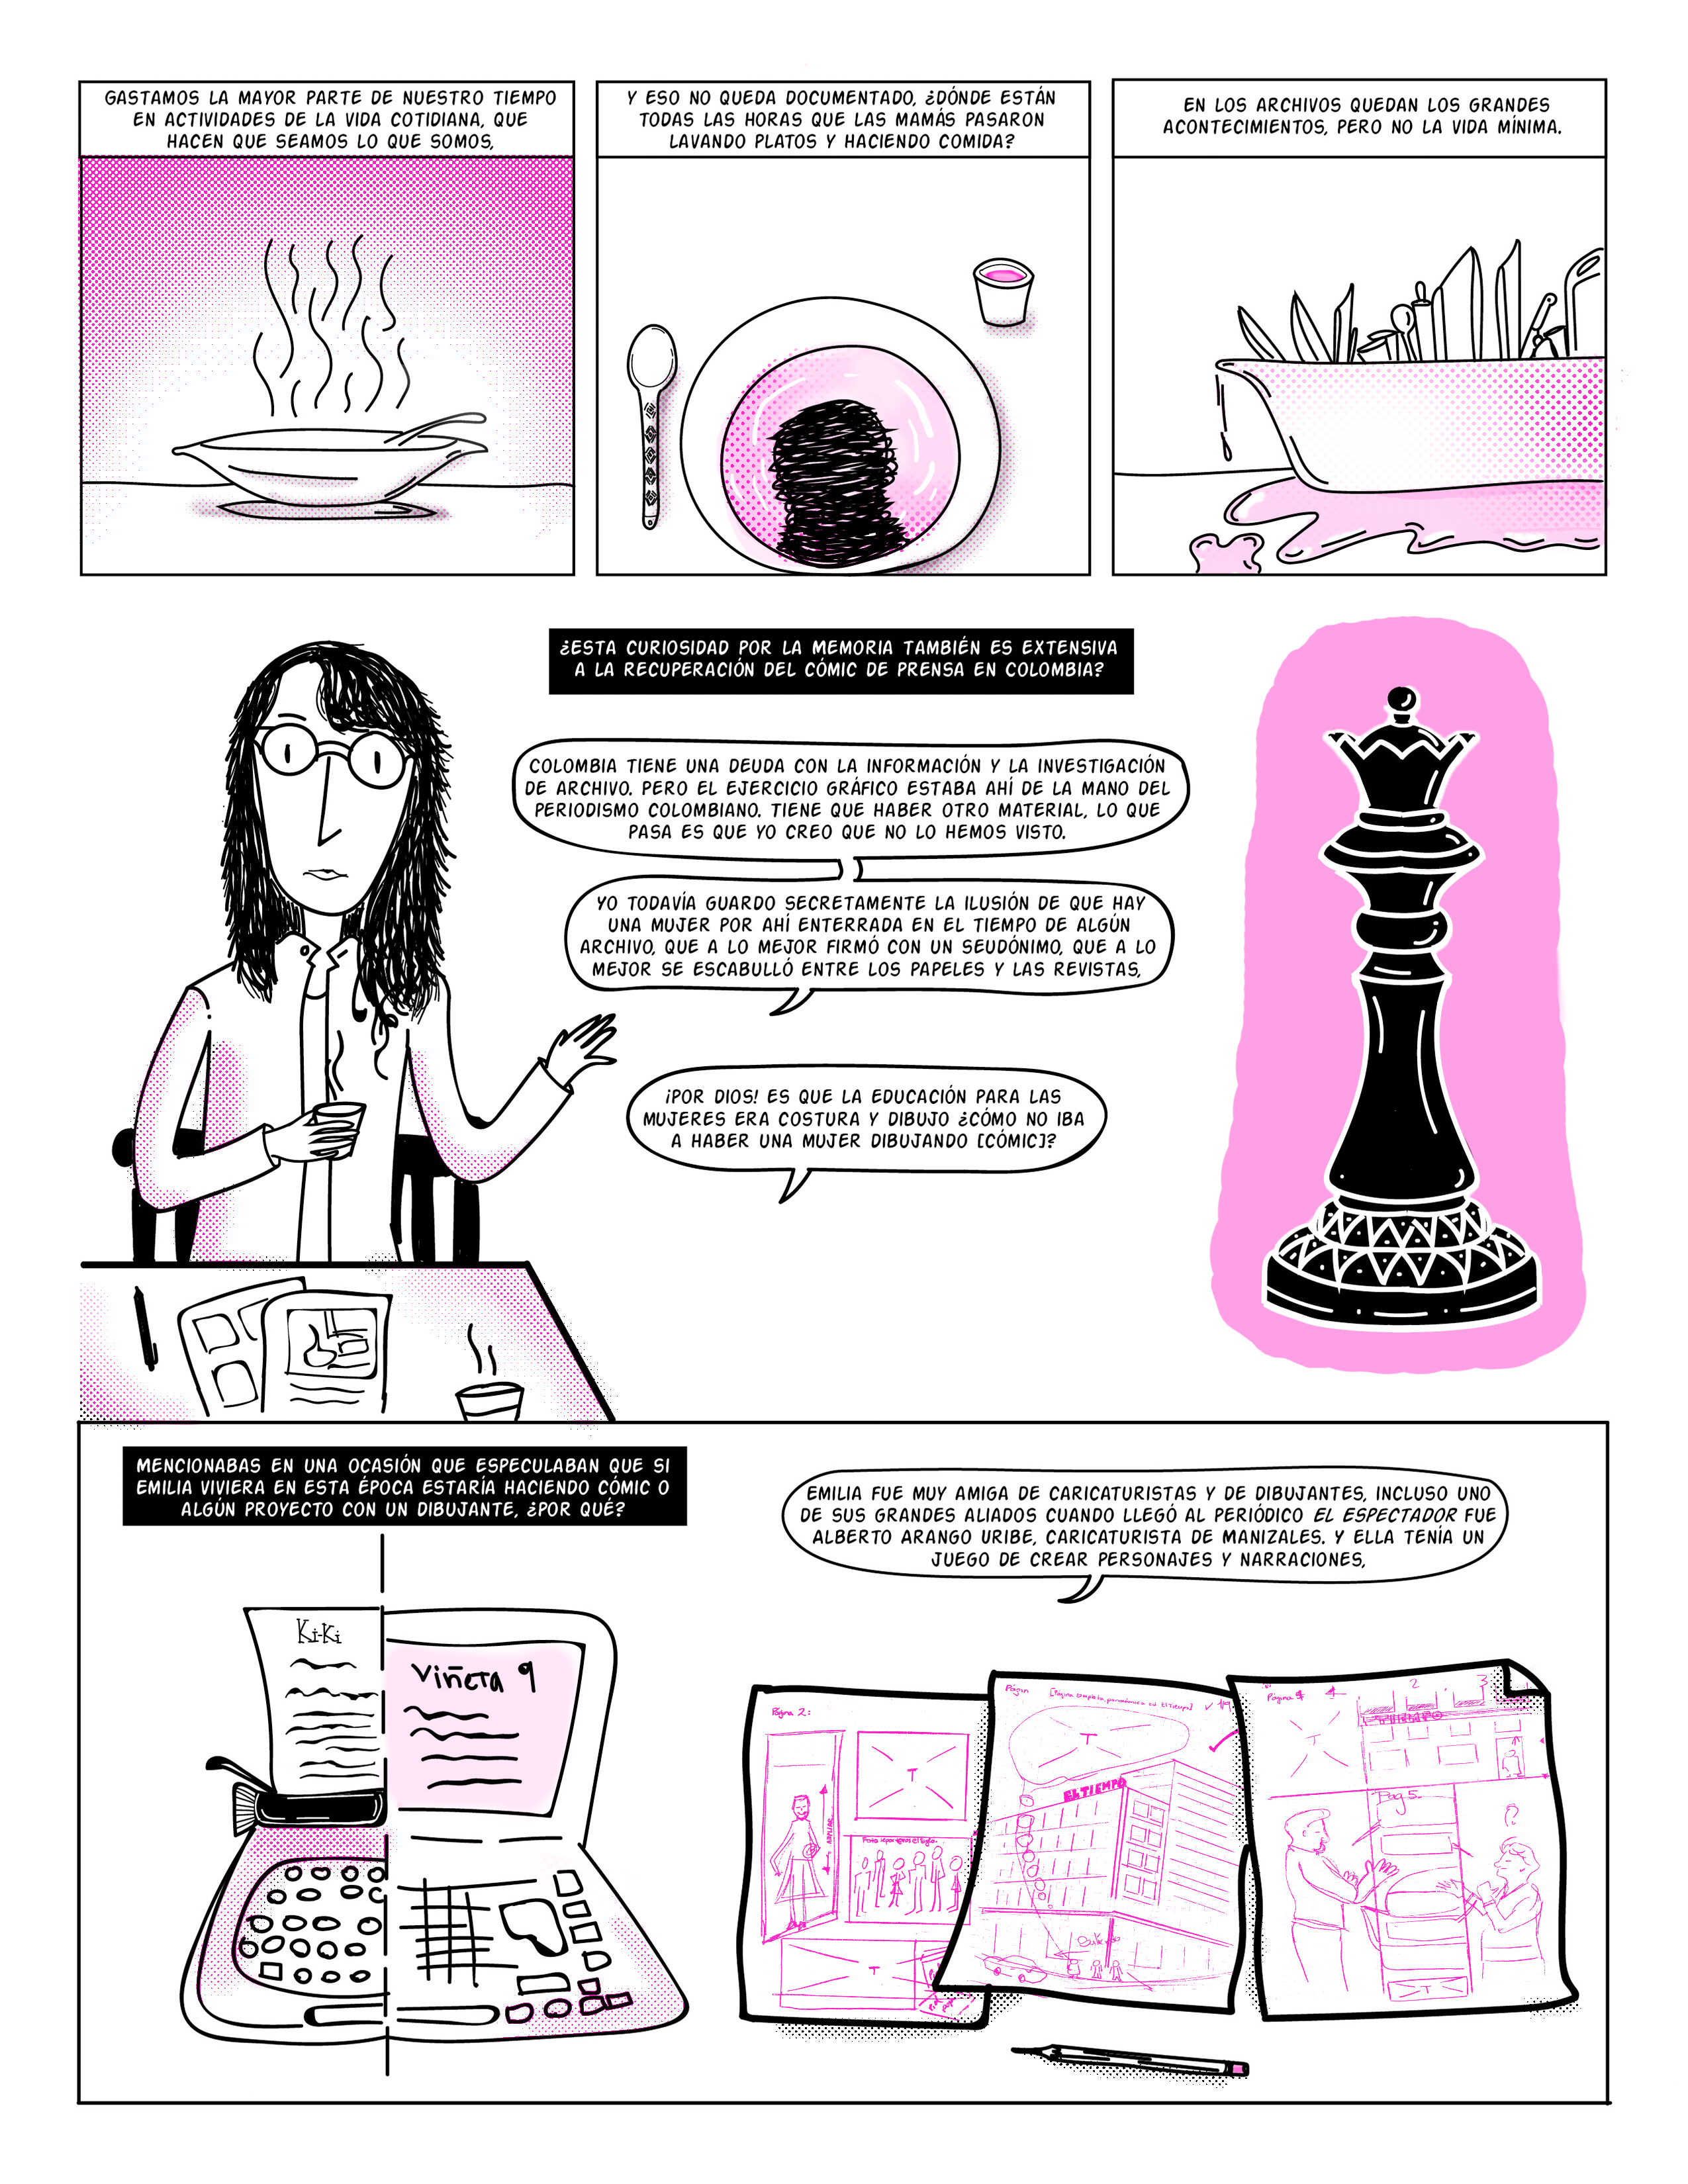 GASTAMOS LA MAYOR PARTE DE NUESTRO TIEMPO
EN ACTIVIDADES DE LA VIDA COTIDIANA, QUE
HACEN QUE SEAMOS LO QUE SOMOS,
Y ESO NO QUEDA DOCUMENTADO, ¿DÓNDE ESTÁN
TODAS LAS HORAS QUE LAS MAMÁS PASARON
LAVANDO PLATOS Y HACIENDO COMIDA?
EN LOS ARCHIVOS QUEDAN LOS GRANDES
ACONTECIMIENTOS, PERO NO LA VIDA MÍNIMA.
¿ESTA CURIOSIDAD POR LA MEMORIA TAMBIÉN ES EXTENSIVA
A LA RECUPERACIÓN DEL CÓMIC DE PRENSA EN COLOMBIA?
COLOMBIA TIENE UNA DEUDA CON LA INFORMACIÓN Y LA INVESTIGACIÓN
DE ARCHIVO. PERO EL EJERCICIO GRÁFICO ESTABA AHÍ DE LA MANO DEL
PERIODISMO COLOMBIANO. TIENE QUE HABER OTRO MATERIAL, LO QUE
PASA ES QUE YO CREO QUE NO LO HEMOS VISTO.
YO TODAVÍA GUARDO SECRETAMENTE LA ILUSIÓN DE QUE HAY
UNA MUJER POR AHÍ ENTERRADA EN EL TIEMPO DE ALGÚN
ARCHIVO, QUE A LO MEJOR FIRMÓ CON UN SEUDÓNIMO, QUE A LO
MEJOR SE ESCABULLÓ ENTRE LOS PAPELES Y LAS REVISTAS,
¡POR DIOS! ES QUE LA EDUCACIÓN PARA LAS
MUJERES ERA COSTURA Y DIBUJO ¿CÓMO NO IBA
A HABER UNA MUJER DIBUJANDO [CÓMIC]?
MENCIONABAS EN UNA OCASIÓN QUE ESPECULABAN QUE SI
EMILIA VIVIERA EN ESTA ÉPOCA ESTARÍA HACIENDO CÓMIC O
ALGÚN PROYECTO CON UN DIBUJANTE, ¿POR QUÉ?
EMILIA FUE MUY AMIGA DE CARICATURISTAS Y DE DIBUJANTES, INCLUSO UNO
DE SUS GRANDES ALIADOS CUANDO LLEGÓ AL PERIÓDICO EL ESPECTADOR FUE
ALBERTO ARANGO URIBE, CARICATURISTA DE MANIZALES. Y ELLA TENÍA UN
JUEGO DE CREAR PERSONAJES Y NARRACIONES,
Ki-Ki
Viñeta 9
Página 2:
T
T
Página
T
EL TIEMPO
Página 4
2
3
T
TIEMPO
Pag 5.
T